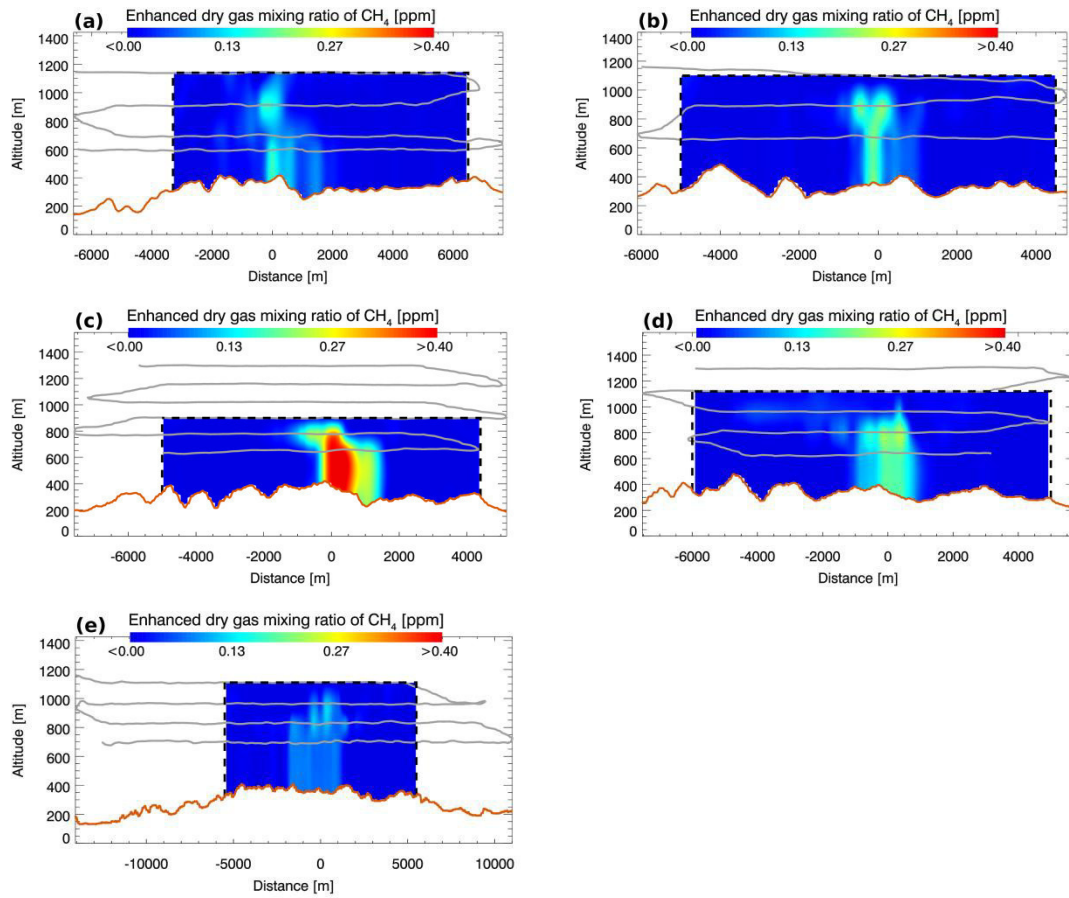 (a) Enhanced dry gas mixing ratio of CH₄ [ppm]
<0.00 0.13 0.27 >0.40
1400
1200
1000
800
600
400
200
0
Altitude [m]
-6000 -4000 -2000 0 2000 4000 6000
Distance [m]
(b) Enhanced dry gas mixing ratio of CH₄ [ppm]
<0.00 0.13 0.27 >0.40
1400
1200
1000
800
600
400
200
0
Altitude [m]
-6000 -4000 -2000 0 2000 4000
Distance [m]
(c) Enhanced dry gas mixing ratio of CH₄ [ppm]
<0.00 0.13 0.27 >0.40
1400
1200
1000
800
600
400
200
0
Altitude [m]
-6000 -4000 -2000 0 2000 4000
Distance [m]
(d) Enhanced dry gas mixing ratio of CH₄ [ppm]
<0.00 0.13 0.27 >0.40
1400
1200
1000
800
600
400
200
0
Altitude [m]
-6000 -4000 -2000 0 2000 4000
Distance [m]
(e) Enhanced dry gas mixing ratio of CH₄ [ppm]
<0.00 0.13 0.27 >0.40
1400
1200
1000
800
600
400
200
0
Altitude [m]
-10000 -5000 0 5000 10000
Distance [m]